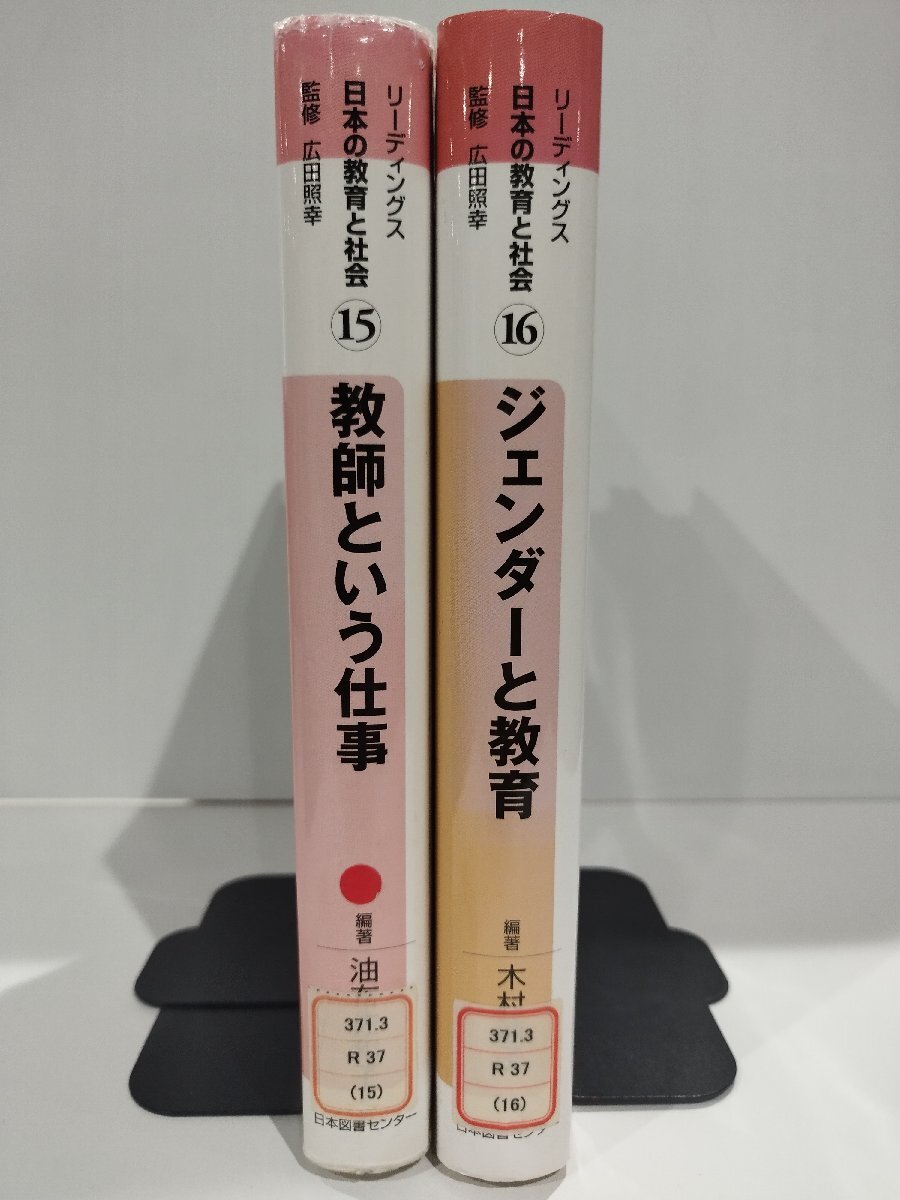 リーディングス
日本の教育と社会
監修 広田照幸
15
教師という仕事
編著
油
371.3
R 37
(15)
日本図書センター
リーディングス
日本の教育と社会
監修 広田照幸
16
ジェンダーと教育
編著
木村
371.3
R 37
(16)